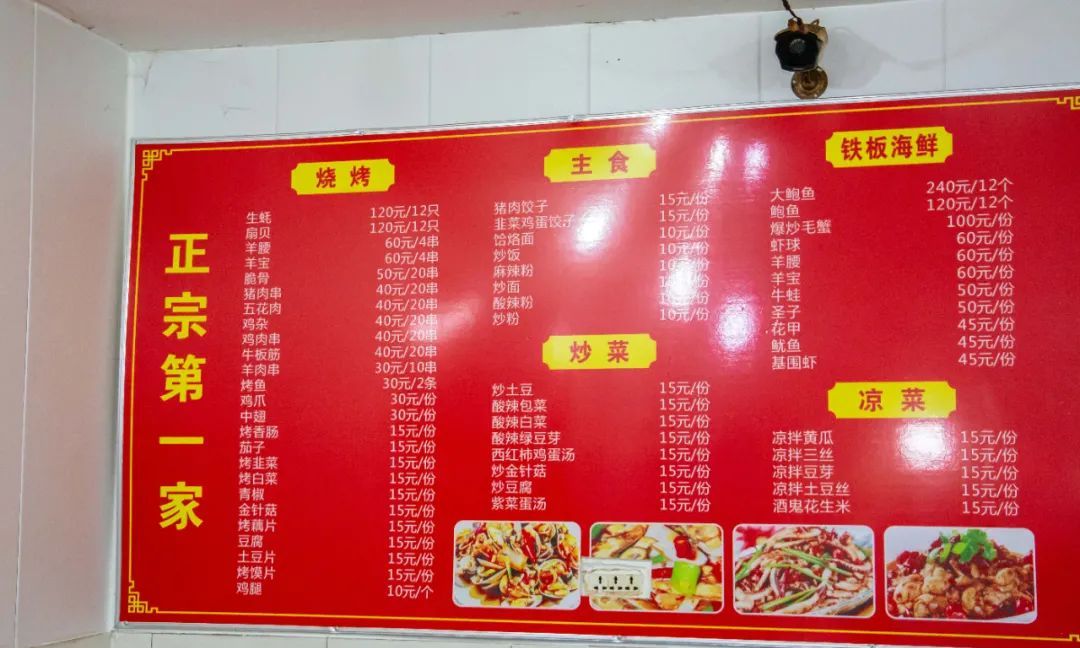 正宗第一家
烧烤
生蚝 120元/12只
扇贝 120元/12只
羊腰 60元/4串
羊宝 60元/4串
脆骨 50元/20串
猪肉串 40元/20串
五花肉 40元/20串
鸡杂 40元/20串
鸡肉串 40元/20串
牛板筋 40元/20串
羊肉串 30元/10串
烤鱼 30元/2条
鸡爪 30元/份
中翅 30元/份
烤香肠 15元/份
茄子 15元/份
烤韭菜 15元/份
烤白菜 15元/份
青椒 15元/份
金针菇 15元/份
烤藕片 15元/份
豆腐 15元/份
土豆片 15元/份
烤馍片 15元/份
鸡腿 10元/个
主食
猪肉饺子 15元/份
韭菜鸡蛋饺子 15元/份
饸烙面 10元/份
炒饭 10元/份
麻辣粉 10元/份
炒面
酸辣粉
炒粉 10元/份
炒菜
炒土豆 15元/份
酸辣包菜 15元/份
酸辣白菜 15元/份
酸辣绿豆芽 15元/份
西红柿鸡蛋汤 15元/份
炒金针菇 15元/份
炒豆腐 15元/份
紫菜蛋汤 15元/份
铁板海鲜
大鲍鱼 240元/12个
鲍鱼 120元/12个
爆炒毛蟹 100元/份
虾球 60元/份
羊腰 60元/份
羊宝 60元/份
牛蛙 50元/份
圣子 50元/份
花甲 45元/份
鱿鱼 45元/份
基围虾 45元/份
凉菜
凉拌黄瓜 15元/份
凉拌三丝 15元/份
凉拌豆芽 15元/份
凉拌土豆丝 15元/份
酒鬼花生米 15元/份